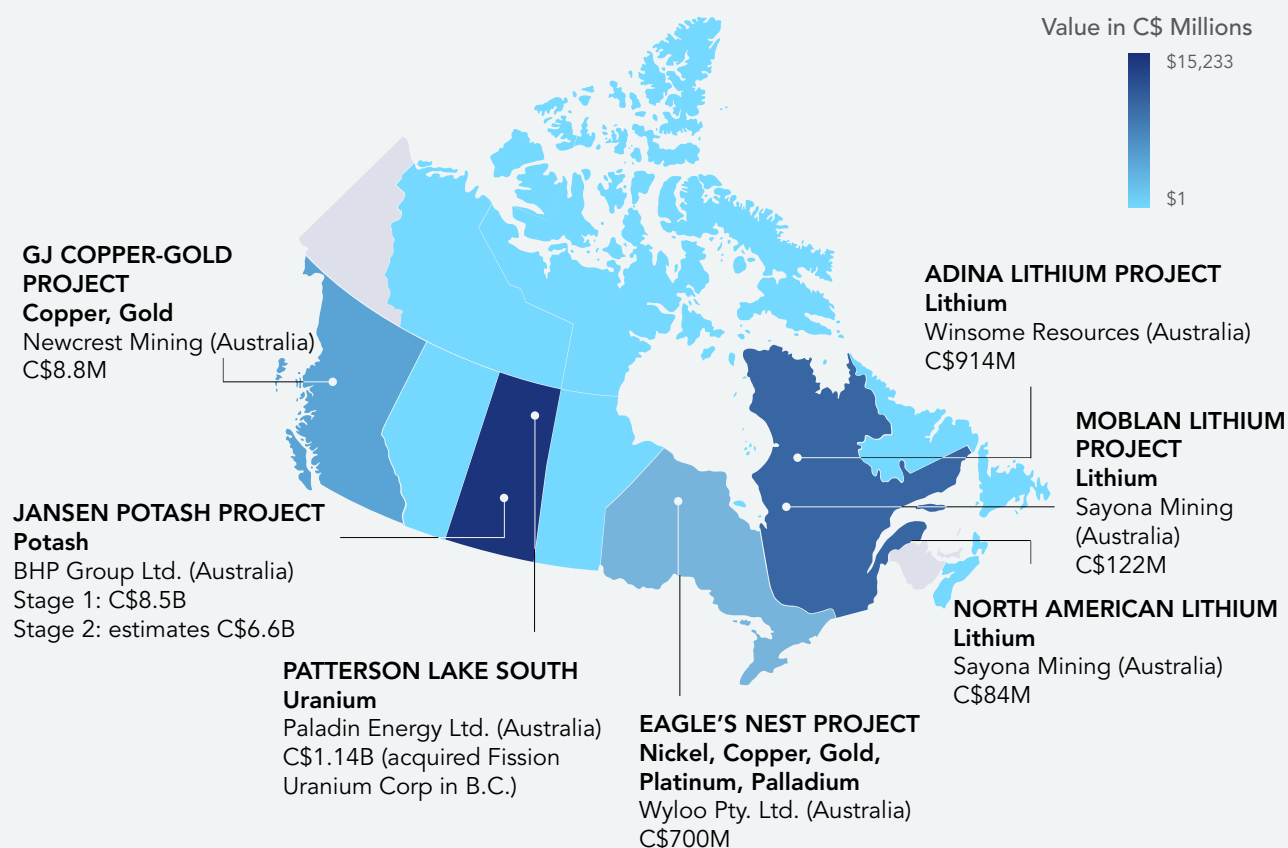 Value in C$ Millions
$15,233
$1
GJ COPPER-GOLD
PROJECT
Copper, Gold
Newcrest Mining (Australia)
C$8.8M
ADINA LITHIUM PROJECT
Lithium
Winsome Resources (Australia)
C$914M
MOBLAN LITHIUM
PROJECT
Lithium
Sayona Mining
(Australia)
C$122M
JANSEN POTASH PROJECT
Potash
BHP Group Ltd. (Australia)
Stage 1: C$8.5B
Stage 2: estimates C$6.6B
NORTH AMERICAN LITHIUM
Lithium
Sayona Mining (Australia)
C$84M
PATTERSON LAKE SOUTH
Uranium
Paladin Energy Ltd. (Australia)
C$1.14B (acquired Fission
Uranium Corp in B.C.)
EAGLE’S NEST PROJECT
Nickel, Copper, Gold,
Platinum, Palladium
Wyloo Pty. Ltd. (Australia)
C$700M